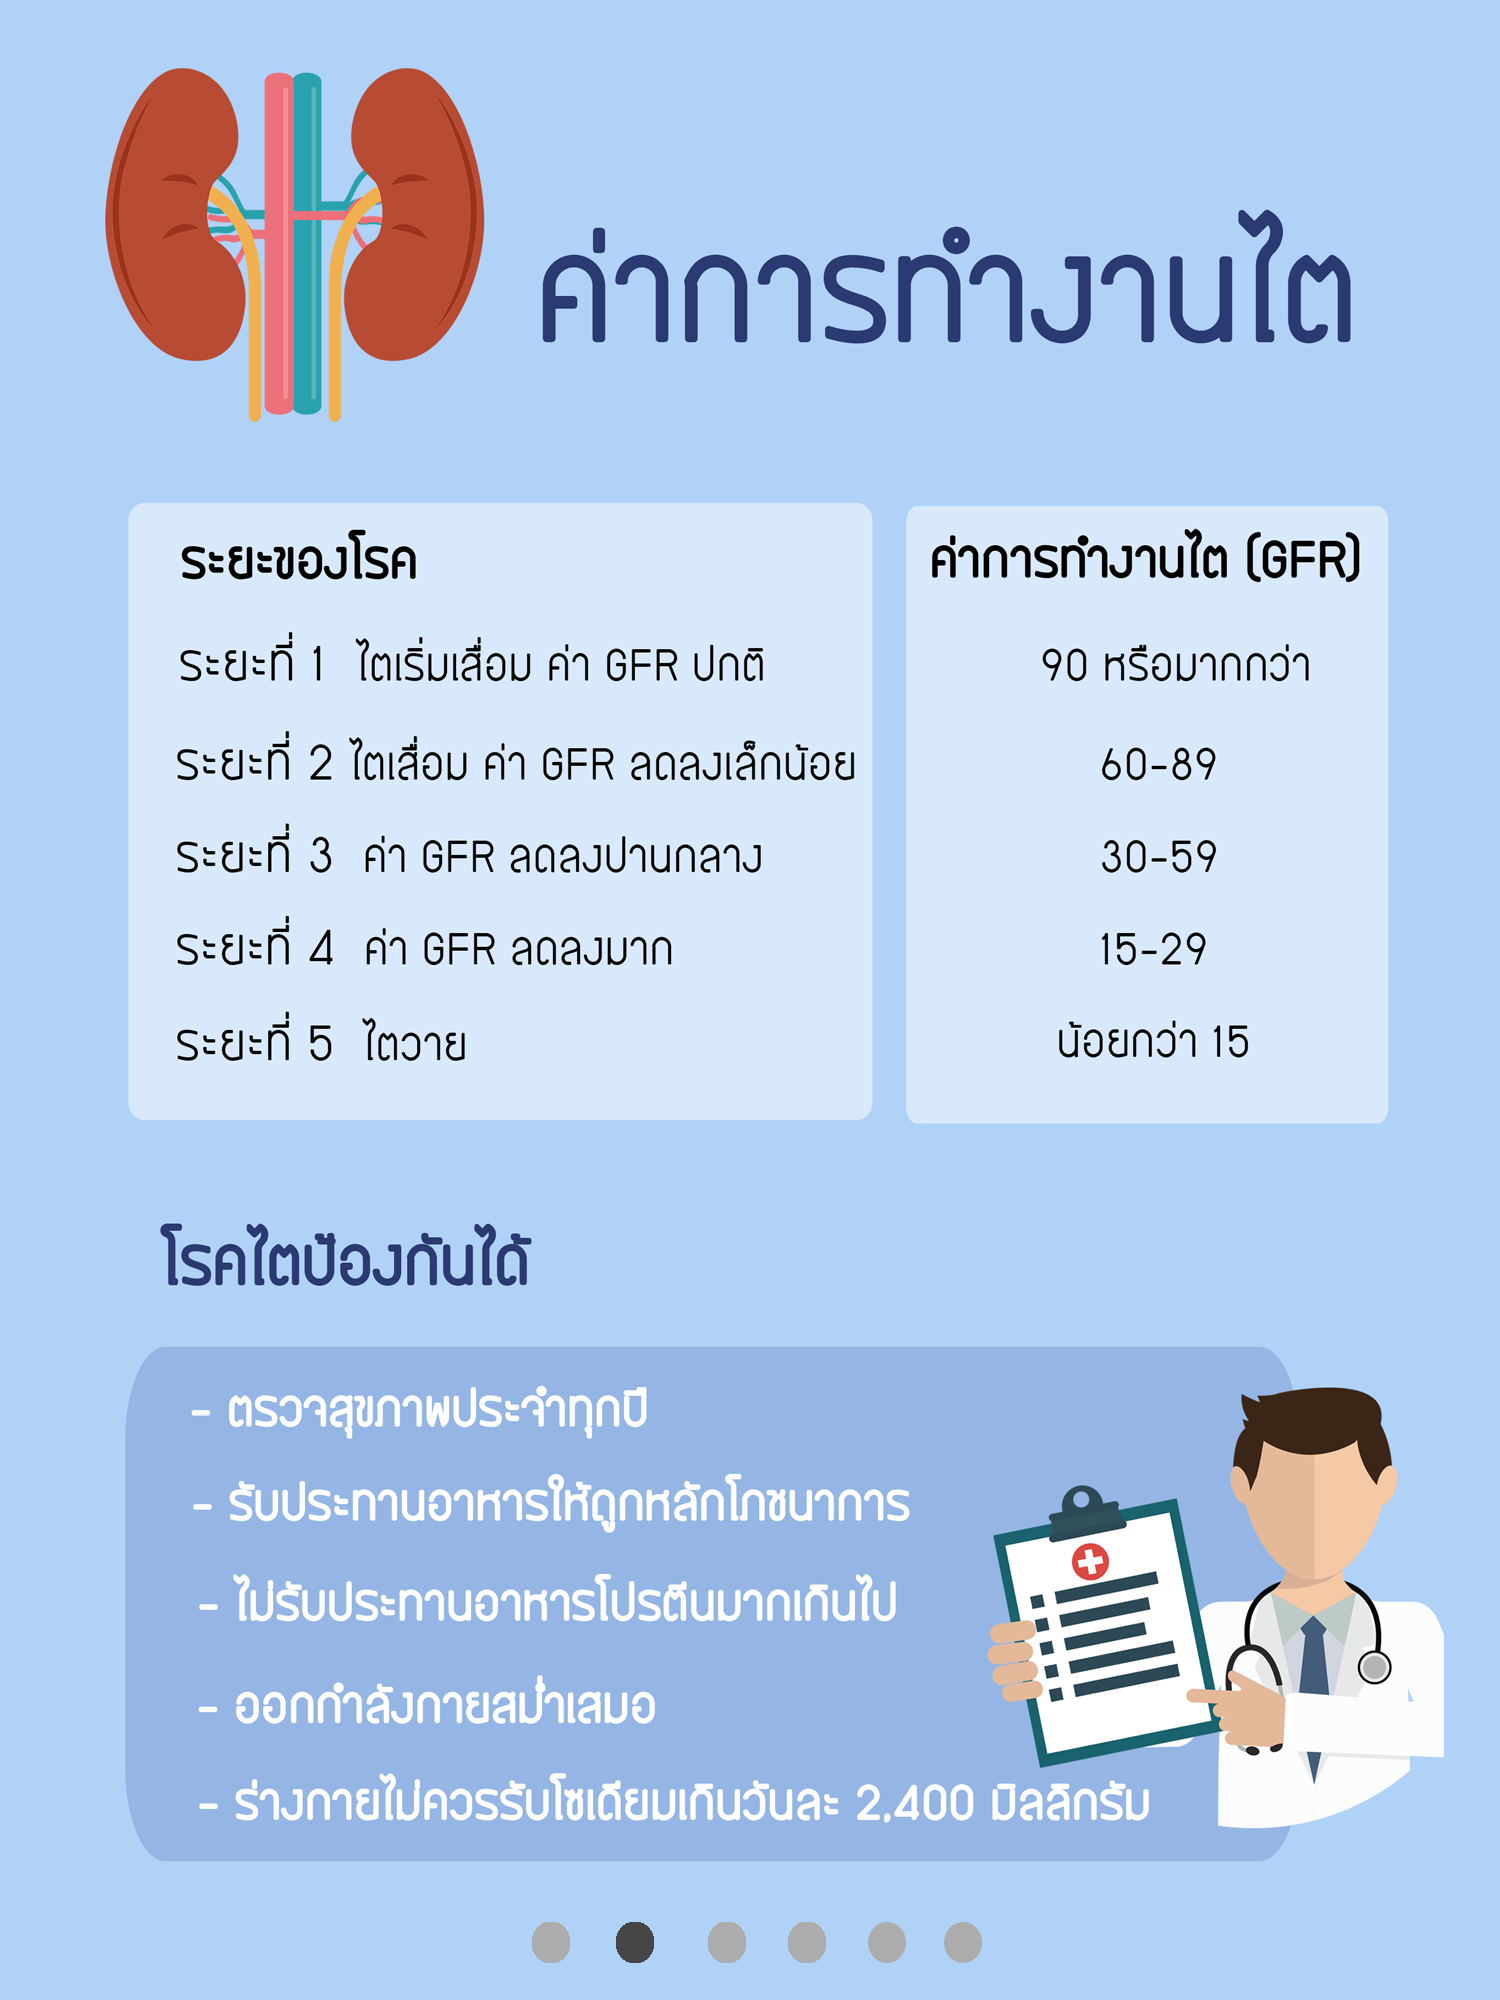 ค่าการทำงานไต
ระยะของโรค
ค่าการทำงานไต (GFR)
ระยะที่ 1 ไตเริ่มเสื่อม ค่า GFR ปกติ
90 หรือมากกว่า
ระยะที่ 2 ไตเสื่อม ค่า GFR ลดลงเล็กน้อย
60-89
ระยะที่ 3 ค่า GFR ลดลงปานกลาง
30-59
ระยะที่ 4 ค่า GFR ลดลงมาก
15-29
ระยะที่ 5 ไตวาย
น้อยกว่า 15
โรคไตป้องกันได้
- ตรวจสุขภาพประจำทุกปี
- รับประทานอาหารให้ถูกหลักโภชนาการ
- ไม่รับประทานอาหารโปรตีนมากเกินไป
- ออกกำลังกายสม่ำเสมอ
- ร่างกายไม่ควรรับโซเดียมเกินวันละ 2,400 มิลลิกรัม